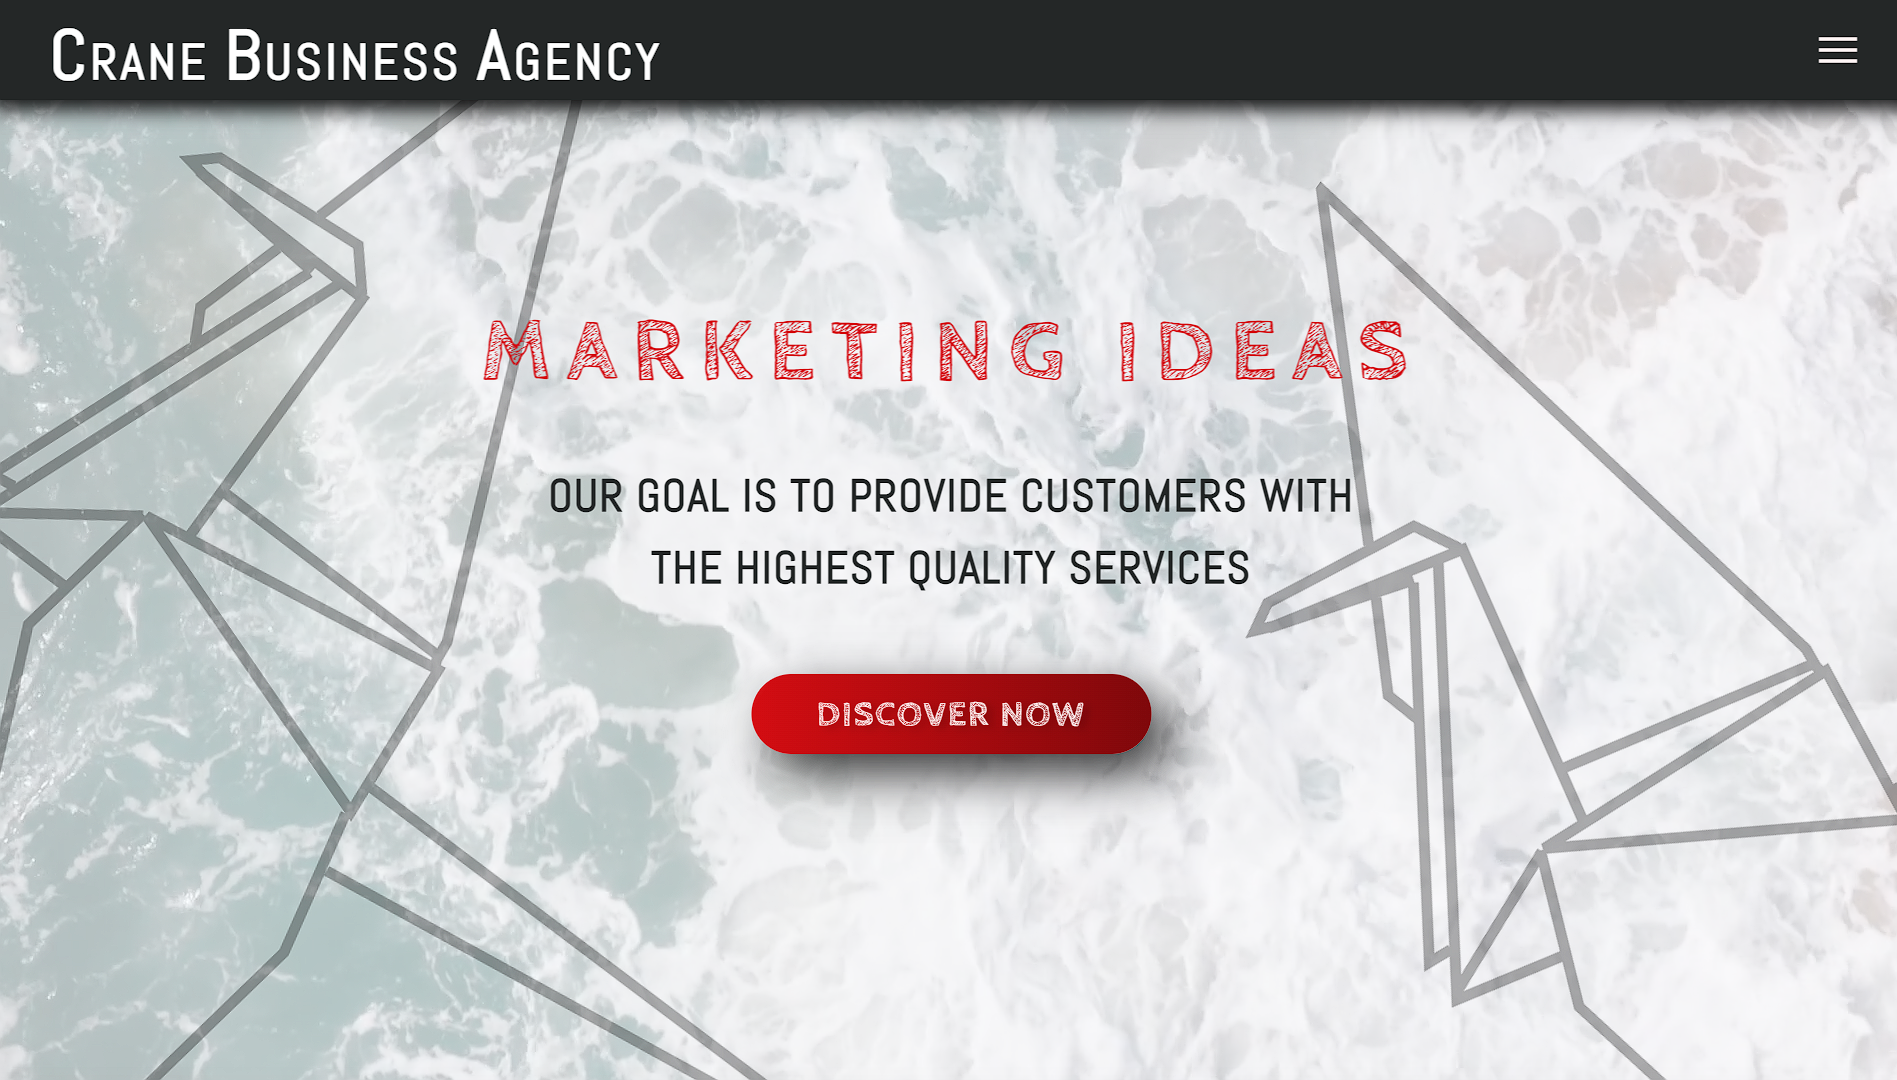 Crane Business Agency
MARKETING IDEAS
OUR GOAL IS TO PROVIDE CUSTOMERS WITH
THE HIGHEST QUALITY SERVICES
DISCOVER NOW